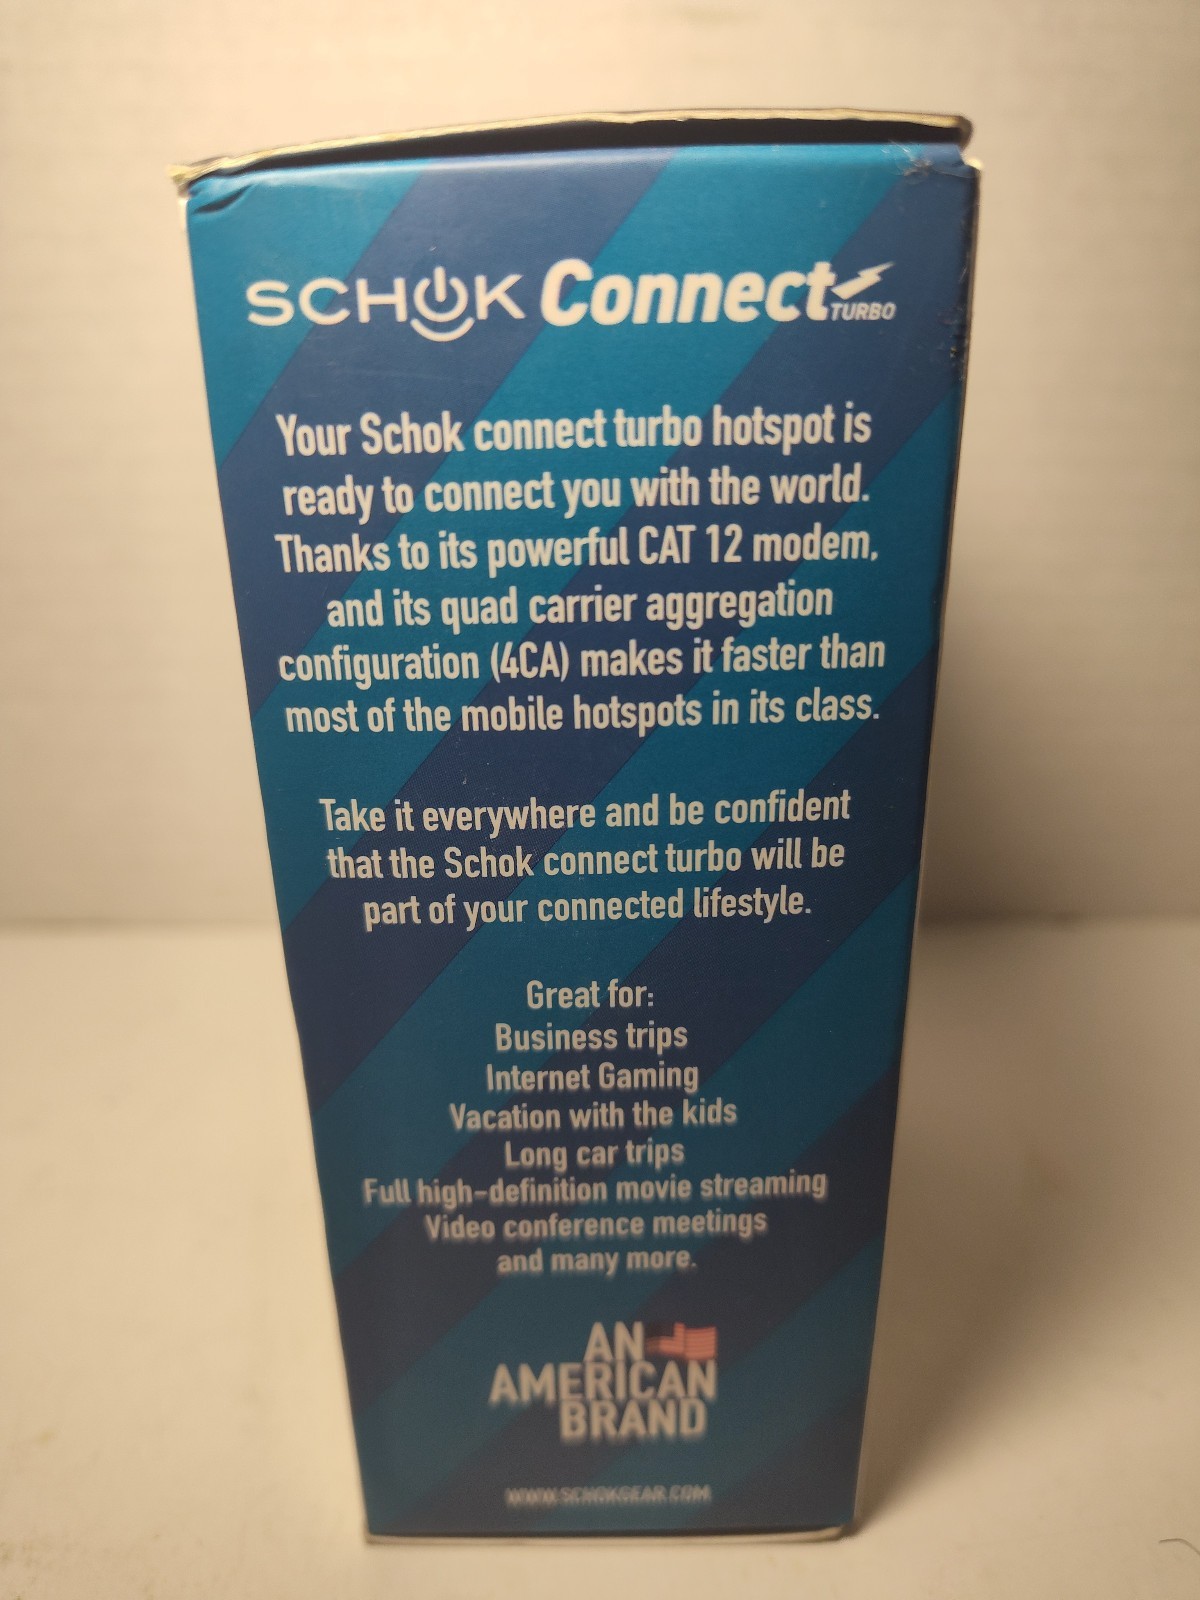 SCHOK Connect TURBO
Your Schok connect turbo hotspot is
ready to connect you with the world.
Thanks to its powerful CAT 12 modem,
and its quad carrier aggregation
configuration (4CA) makes it faster than
most of the mobile hotspots in its class.
Take it everywhere and be confident
that the Schok connect turbo will be
part of your connected lifestyle.
Great for:
Business trips
Internet Gaming
Vacation with the kids
Long car trips
Full high-definition movie streaming
Video conference meetings
and many more.
AN
AMERICAN
BRAND
WWW.SCHOKGEAR.COM